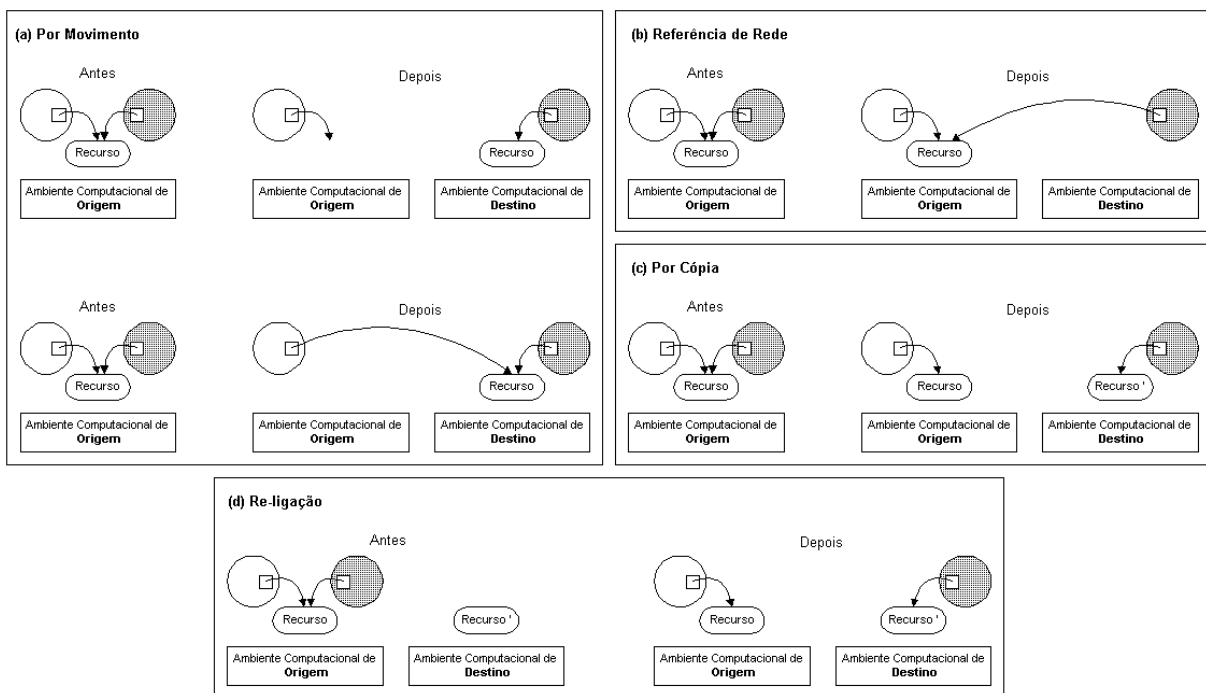 (a) Por Movimento
Antes
Depois
Recurso
Recurso
Ambiente Computacional de
Origem
Ambiente Computacional de
Origem
Ambiente Computacional de
Destino
Antes
Depois
Recurso
Recurso
Ambiente Computacional de
Origem
Ambiente Computacional de
Origem
Ambiente Computacional de
Destino
(b) Referência de Rede
Antes
Depois
Recurso
Recurso
Ambiente Computacional de
Origem
Ambiente Computacional de
Origem
Ambiente Computacional de
Destino
(c) Por Cópia
Antes
Depois
Recurso
Recurso
Recurso '
Ambiente Computacional de
Origem
Ambiente Computacional de
Origem
Ambiente Computacional de
Destino
(d) Re-ligação
Antes
Depois
Recurso
Recurso '
Recurso
Recurso '
Ambiente Computacional de
Origem
Ambiente Computacional de
Destino
Ambiente Computacional de
Origem
Ambiente Computacional de
Destino